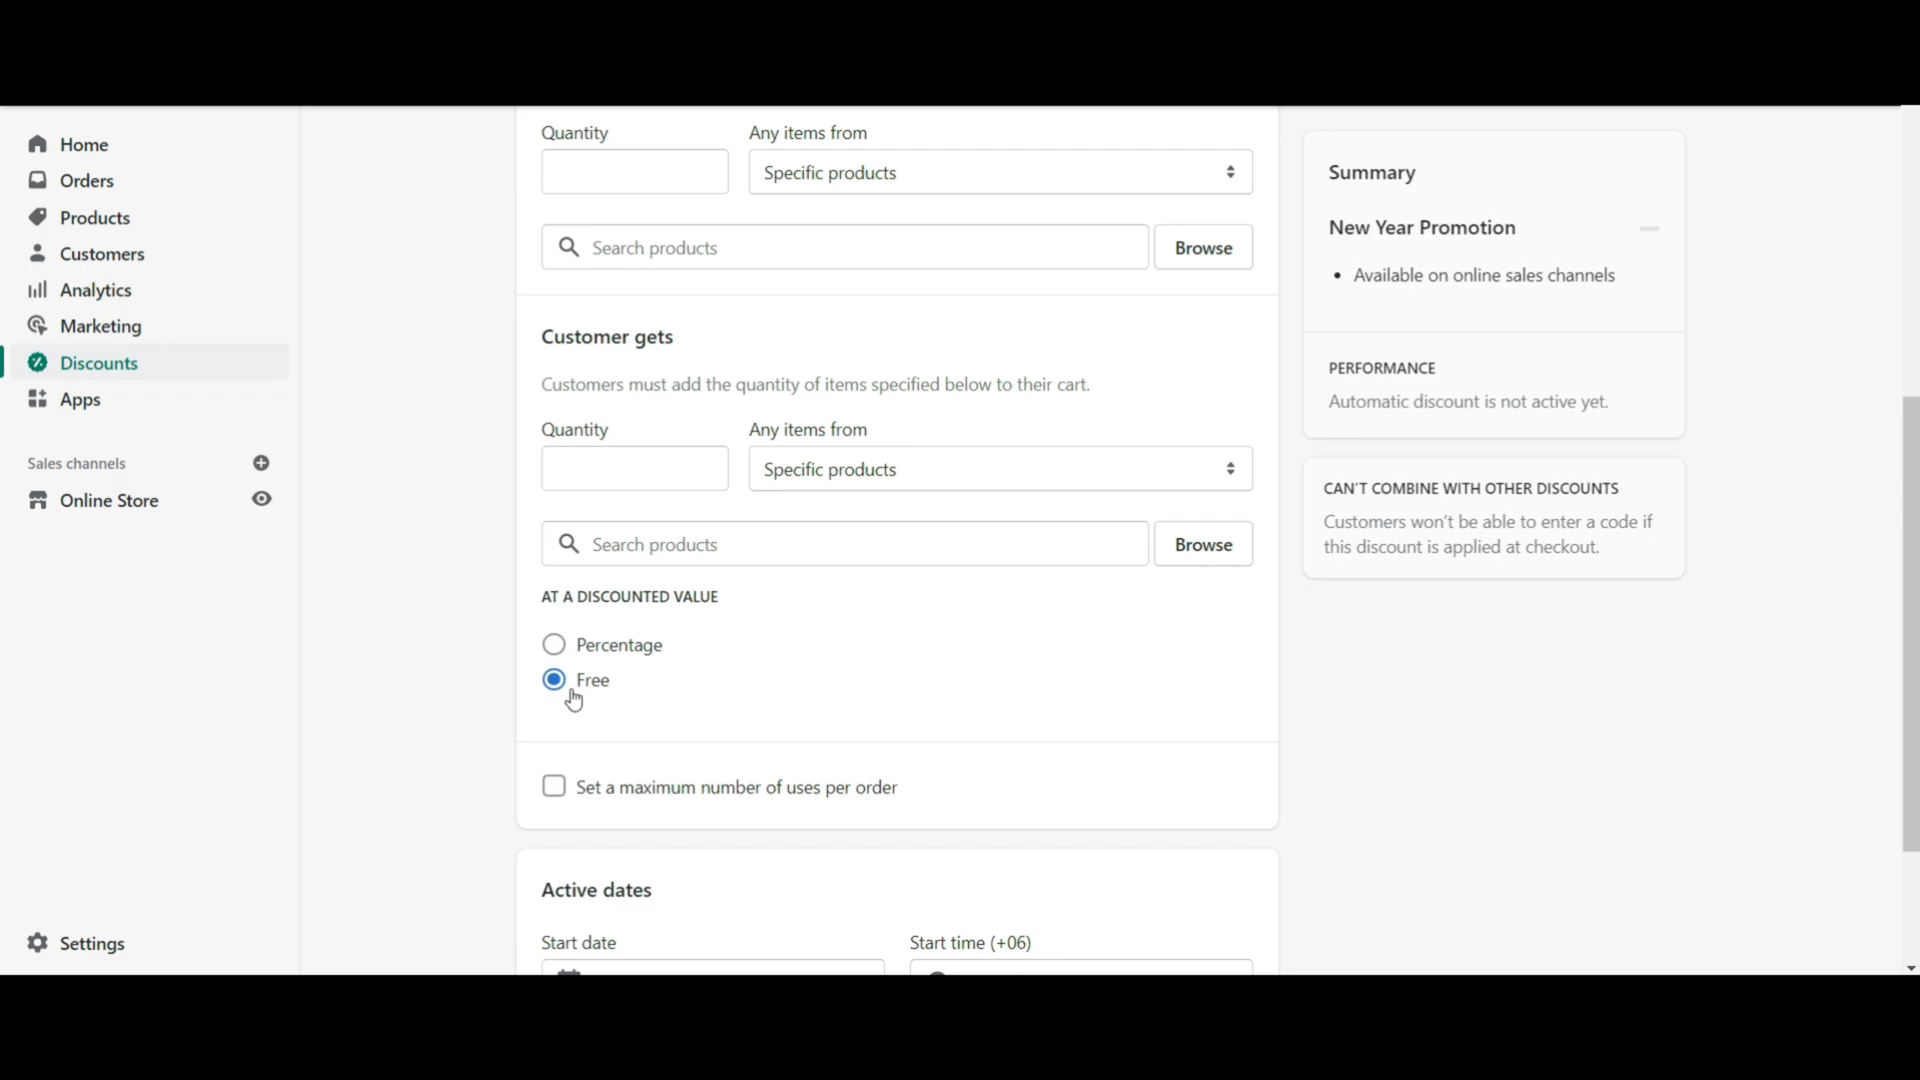 Home
Orders
Products
Customers
Analytics
Marketing
Discounts
Apps
Sales channels
Online Store
Settings
Quantity
Any items from
Specific products
Search products
Browse
Customer gets
Customers must add the quantity of items specified below to their cart.
Quantity
Any items from
Specific products
Search products
Browse
AT A DISCOUNTED VALUE
Percentage
Free
Set a maximum number of uses per order
Active dates
Start date
Start time (+06)
Summary
New Year Promotion
• Available on online sales channels
PERFORMANCE
Automatic discount is not active yet.
CAN'T COMBINE WITH OTHER DISCOUNTS
Customers won't be able to enter a code if
this discount is applied at checkout.